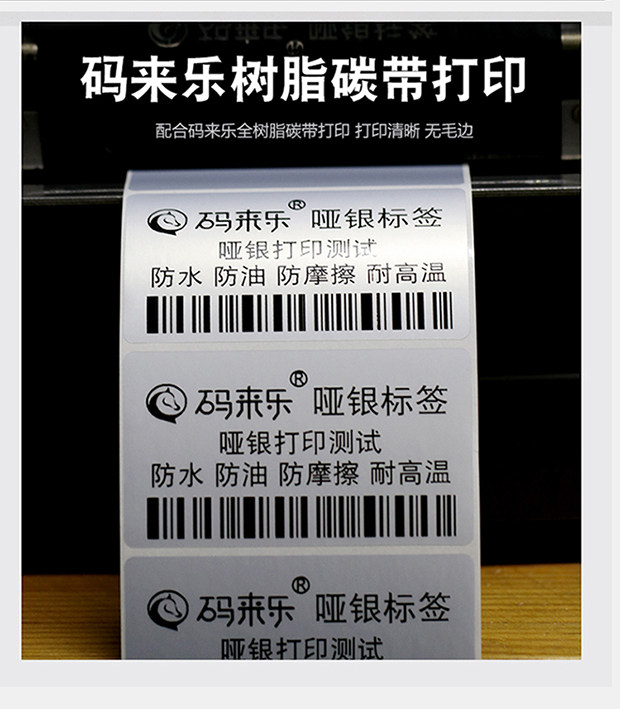 码来乐树脂碳带打印
配合码来乐全树脂碳带打印 打印清晰 无毛边
码来乐® 哑银标签
哑银打印测试
防水 防油 防摩擦 耐高温
码来乐® 哑银标签
哑银打印测试
防水 防油 防摩擦 耐高温
码来乐® 哑银标签
哑银打印测试